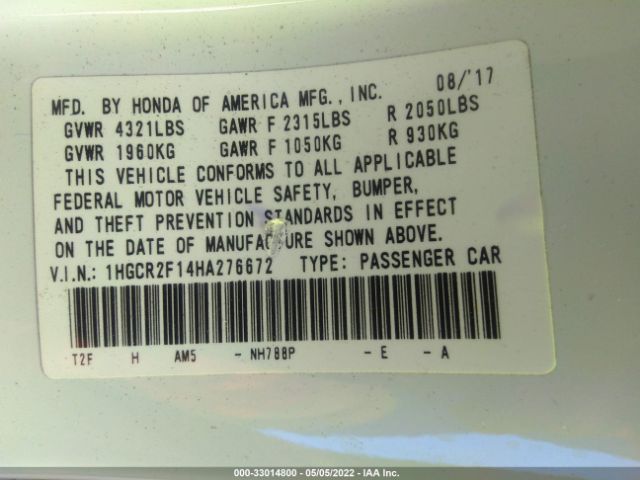 MFD. BY HONDA OF AMERICA MFG., INC. 08/'17
GVWR 4321LBS GAWR F 2315LBS R 2050LBS
GVWR 1960KG GAWR F 1050KG R 930KG
THIS VEHICLE CONFORMS TO ALL APPLICABLE
FEDERAL MOTOR VEHICLE SAFETY, BUMPER,
AND THEFT PREVENTION STANDARDS IN EFFECT
ON THE DATE OF MANUFACTURE SHOWN ABOVE.
V.I.N.: 1HGCR2F14HA276672 TYPE: PASSENGER CAR
T2F H AM5 - NH788P - E - A
000-33014800 - 05/05/2022 - IAA Inc.